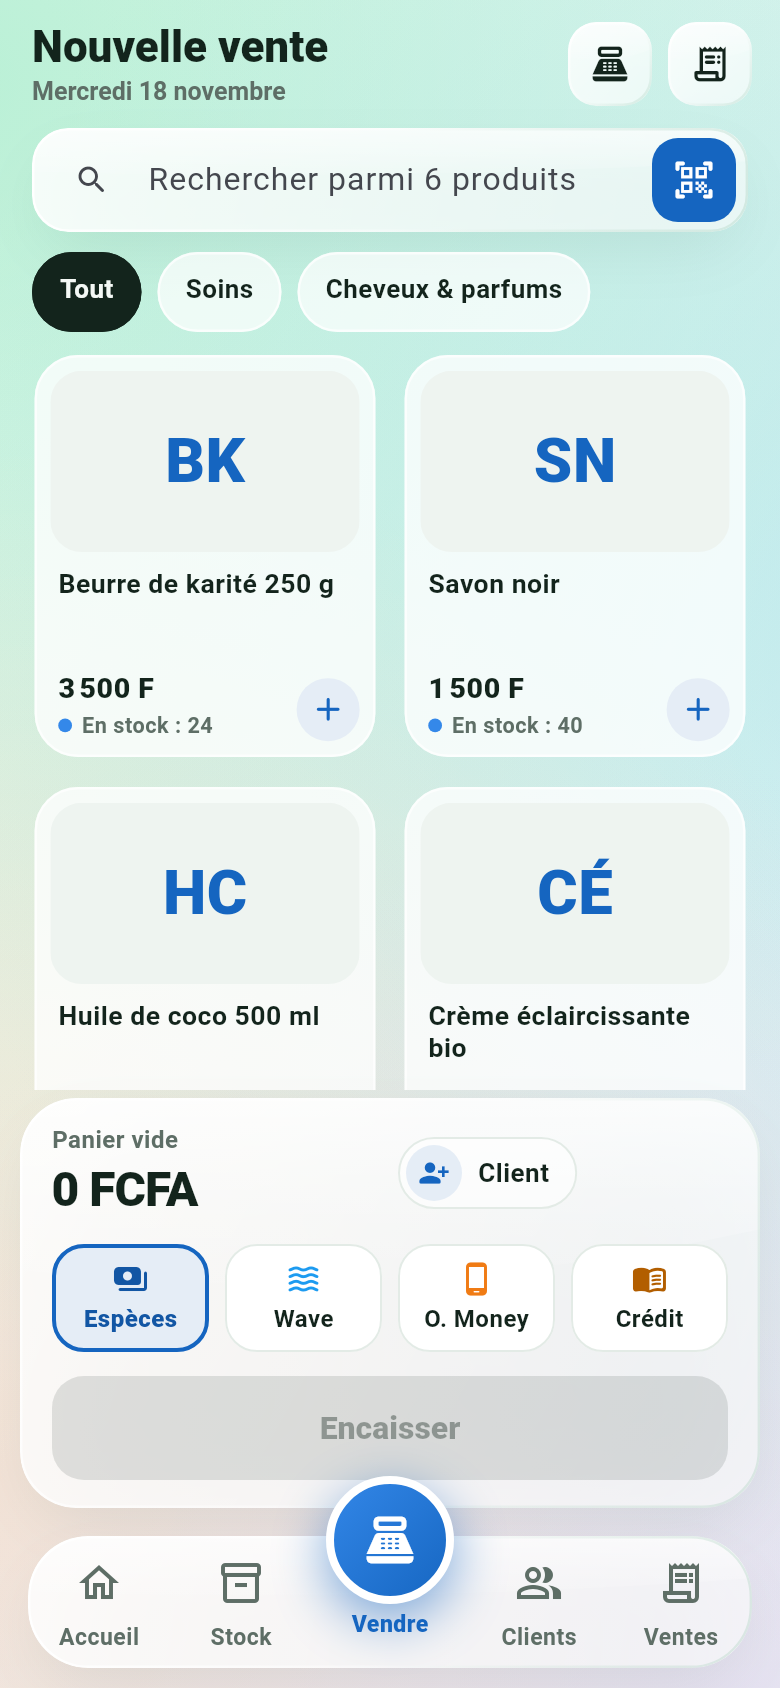 Nouvelle vente
Mercredi 18 novembre
Rechercher parmi 6 produits
Tout
Soins
Cheveux & parfums
BK
SN
Beurre de karité 250 g
Savon noir
3 500 F
1 500 F
En stock : 24
En stock : 40
HC
CÉ
Huile de coco 500 ml
Crème éclaircissante
bio
Panier vide
0 FCFA
Client
Espèces
Wave
O. Money
Crédit
Encaisser
Accueil
Stock
Vendre
Clients
Ventes